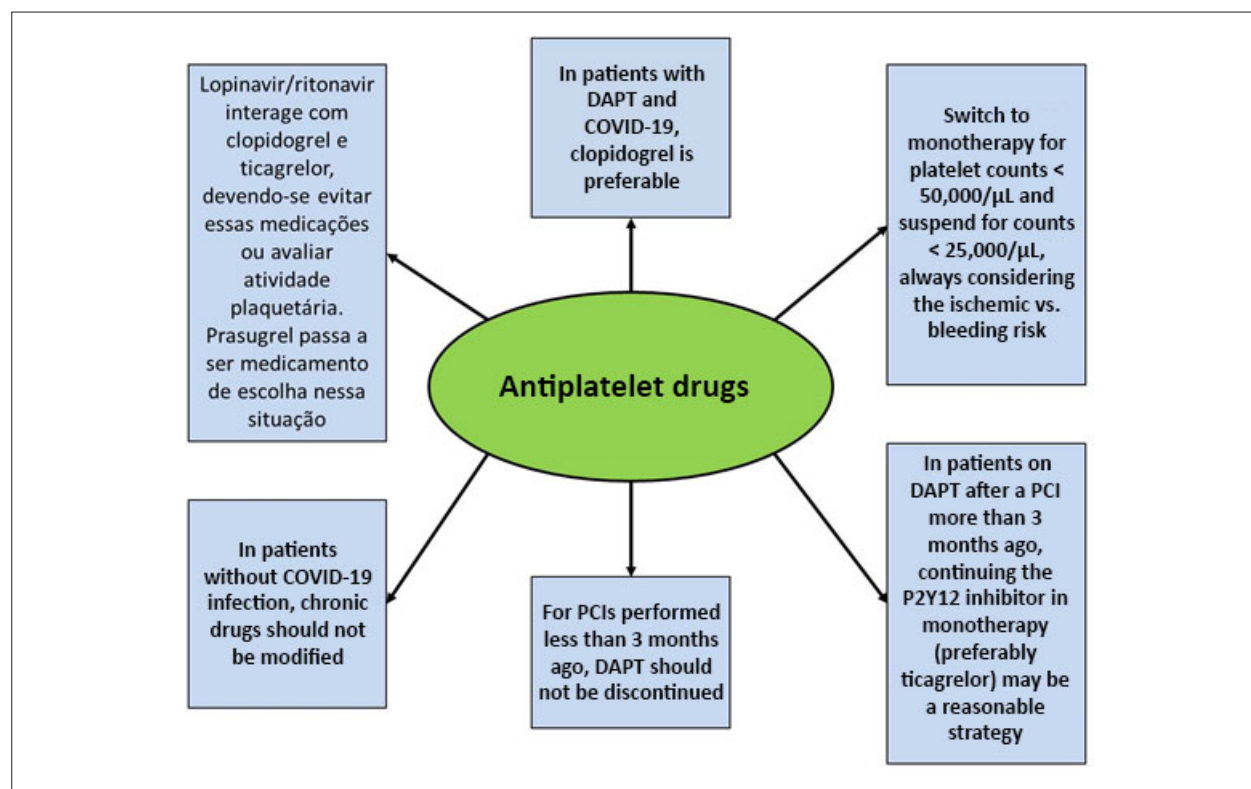 Lopinavir/ritonavir
interage com
clopidogrel e
ticagrelor,
devendo-se evitar
essas medicações
ou avaliar
atividade
plaquetária.
Prasugrel passa a
ser medicamento
de escolha nessa
situação
In patients with
DAPT and
COVID-19,
clopidogrel is
preferable
Switch to
monotherapy for
platelet counts <
50,000/µL and
suspend for counts
< 25,000/µL,
always considering
the ischemic vs.
bleeding risk
Antiplatelet drugs
In patients
without COVID-19
infection, chronic
drugs should not
be modified
For PCIs performed
less than 3 months
ago, DAPT should
not be discontinued
In patients on
DAPT after a PCI
more than 3
months ago,
continuing the
P2Y12 inhibitor in
monotherapy
(preferably
ticagrelor) may be
a reasonable
strategy